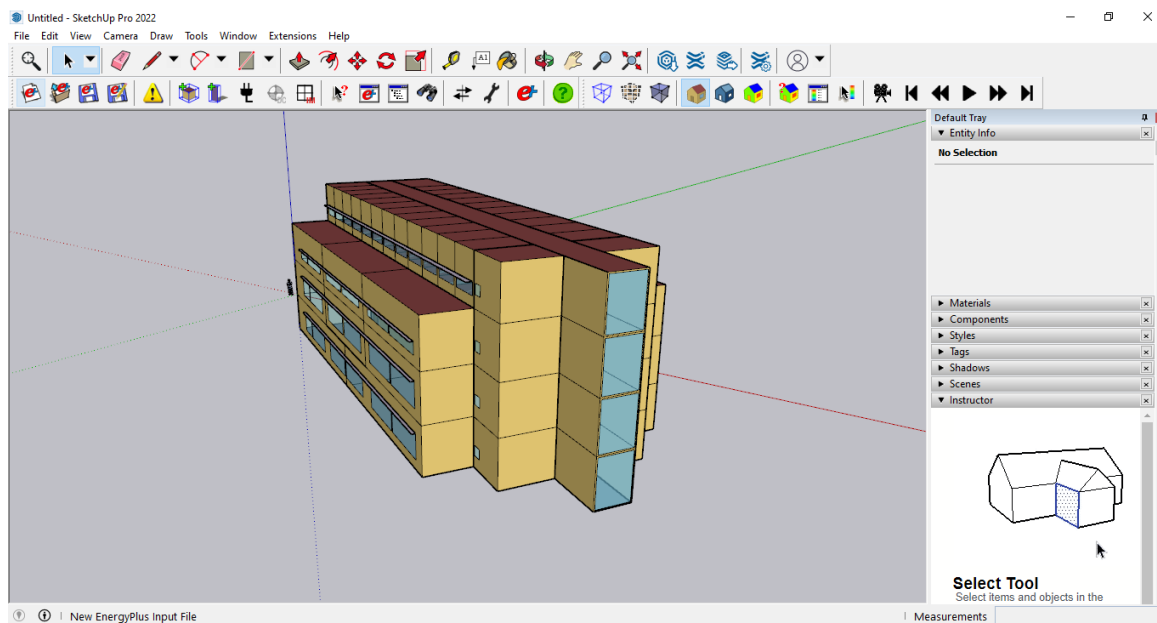 Untitled - SketchUp Pro 2022
File Edit View Camera Draw Tools Window Extensions Help
A1
Default Tray
Entity Info
No Selection
Materials
Components
Styles
Tags
Shadows
Scenes
Instructor
Select Tool
Select items and objects in the
New EnergyPlus Input File
Measurements